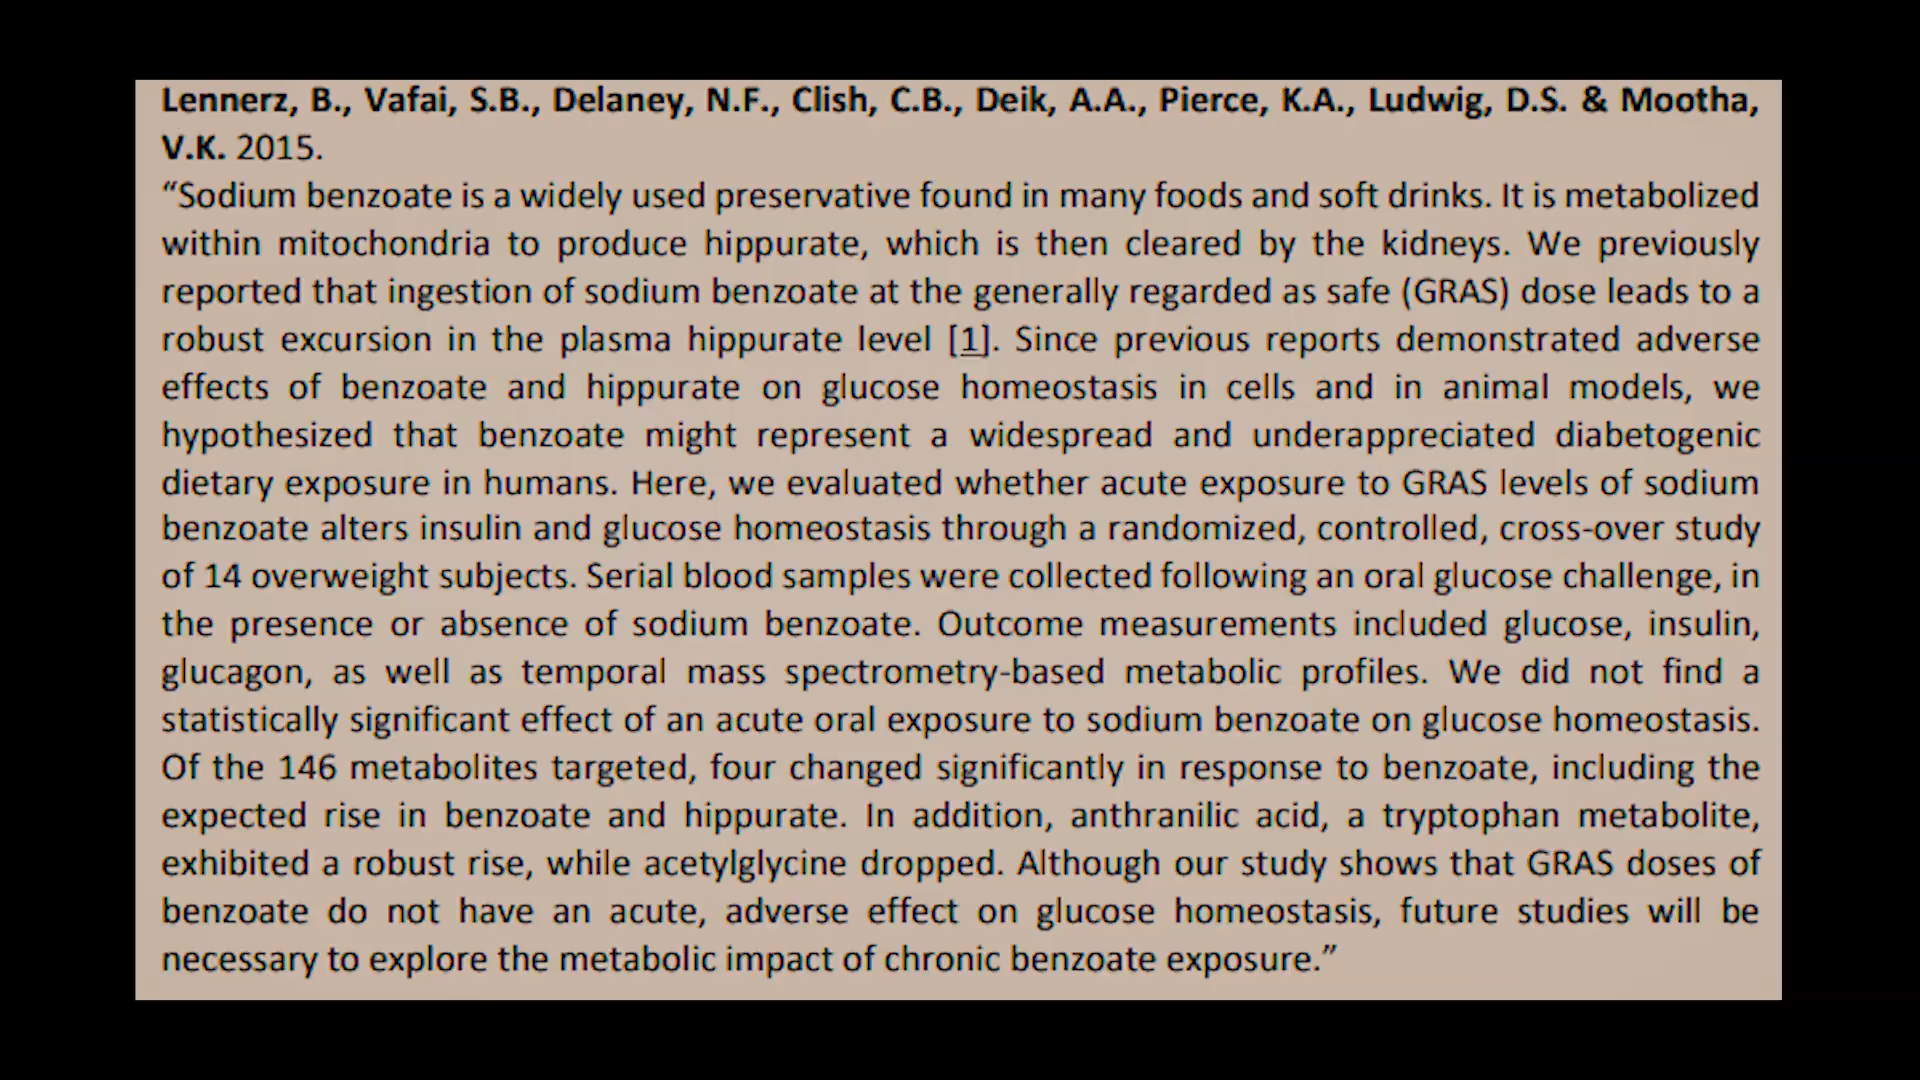 Lennerz, B., Vafai, S.B., Delaney, N.F., Clish, C.B., Deik, A.A., Pierce, K.A., Ludwig, D.S. & Mootha,
V.K. 2015.
“Sodium benzoate is a widely used preservative found in many foods and soft drinks. It is metabolized
within mitochondria to produce hippurate, which is then cleared by the kidneys. We previously
reported that ingestion of sodium benzoate at the generally regarded as safe (GRAS) dose leads to a
robust excursion in the plasma hippurate level [1]. Since previous reports demonstrated adverse
effects of benzoate and hippurate on glucose homeostasis in cells and in animal models, we
hypothesized that benzoate might represent a widespread and underappreciated diabetogenic
dietary exposure in humans. Here, we evaluated whether acute exposure to GRAS levels of sodium
benzoate alters insulin and glucose homeostasis through a randomized, controlled, cross-over study
of 14 overweight subjects. Serial blood samples were collected following an oral glucose challenge, in
the presence or absence of sodium benzoate. Outcome measurements included glucose, insulin,
glucagon, as well as temporal mass spectrometry-based metabolic profiles. We did not find a
statistically significant effect of an acute oral exposure to sodium benzoate on glucose homeostasis.
Of the 146 metabolites targeted, four changed significantly in response to benzoate, including the
expected rise in benzoate and hippurate. In addition, anthranilic acid, a tryptophan metabolite,
exhibited a robust rise, while acetylglycine dropped. Although our study shows that GRAS doses of
benzoate do not have an acute, adverse effect on glucose homeostasis, future studies will be
necessary to explore the metabolic impact of chronic benzoate exposure.”